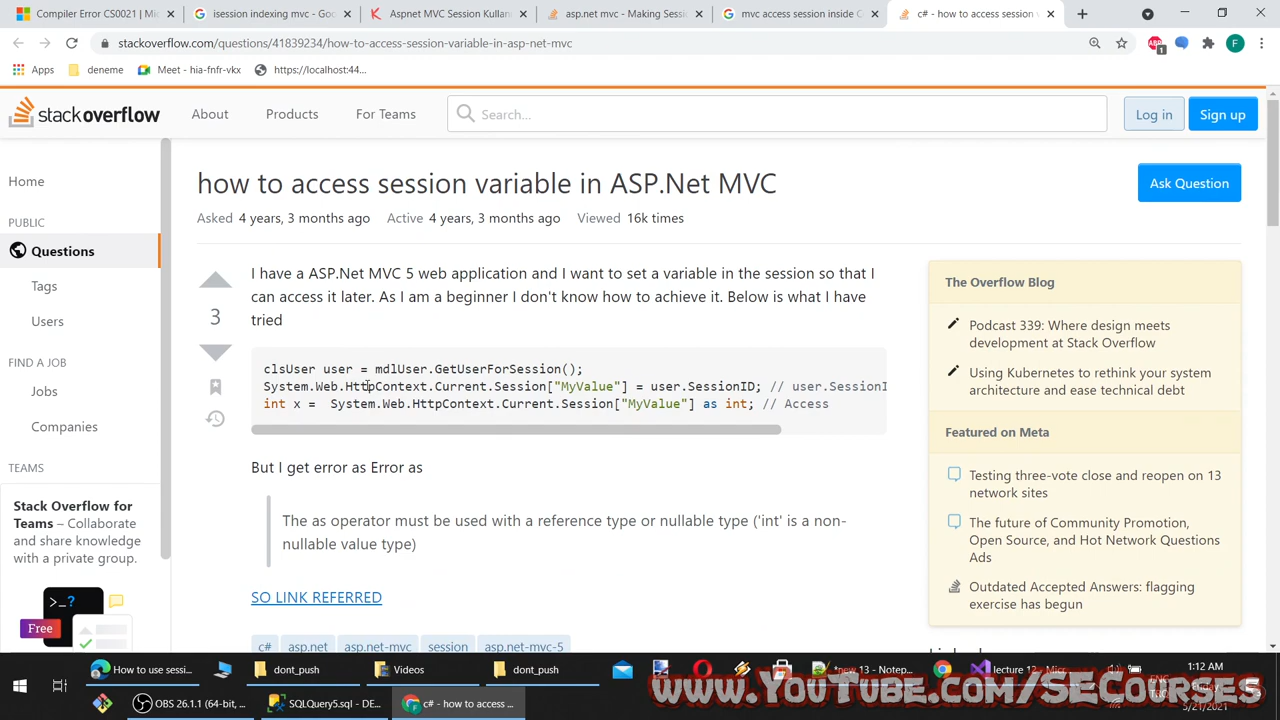 Compiler Error CS0021 | Mic
isession indexing mvc - Goo
Aspnet MVC Session Kullanı
asp.net mvc - Making Sessio
mvc access session inside C
c# - how to access session v
stackoverflow.com/questions/41839234/how-to-access-session-variable-in-asp-net-mvc
Apps
deneme
Meet - hia-fnfr-vkx
https://localhost:44...
stackoverflow
About
Products
For Teams
Search...
Log in
Sign up
Home
PUBLIC
Questions
Tags
Users
FIND A JOB
Jobs
Companies
TEAMS
Stack Overflow for
Teams – Collaborate
and share knowledge
with a private group.
>_?
Free
how to access session variable in ASP.Net MVC
Ask Question
Asked 4 years, 3 months ago Active 4 years, 3 months ago Viewed 16k times
3
I have a ASP.Net MVC 5 web application and I want to set a variable in the session so that I
can access it later. As I am a beginner I don't know how to achieve it. Below is what I have
tried
clsUser user = mdlUser.GetUserForSession();
System.Web.HttpContext.Current.Session["MyValue"] = user.SessionID; // user.SessionI
int x =  System.Web.HttpContext.Current.Session["MyValue"] as int; // Access
But I get error as Error as
The as operator must be used with a reference type or nullable type ('int' is a non-
nullable value type)
SO LINK REFERRED
c# asp.net asp.net-mvc session asp.net-mvc-5
The Overflow Blog
Podcast 339: Where design meets
development at Stack Overflow
Using Kubernetes to rethink your system
architecture and ease technical debt
Featured on Meta
Testing three-vote close and reopen on 13
network sites
The future of Community Promotion,
Open Source, and Hot Network Questions
Ads
Outdated Accepted Answers: flagging
exercise has begun
How to use sessi...
dont_push
Videos
dont_push
*new 13 - Notep...
lecture 12 - Micr...
1:12 AM
OBS 26.1.1 (64-bit, ...
SQLQuery5.sql - DE...
c# - how to access ...
5/21/2021
www.YouTube.com/SECourses